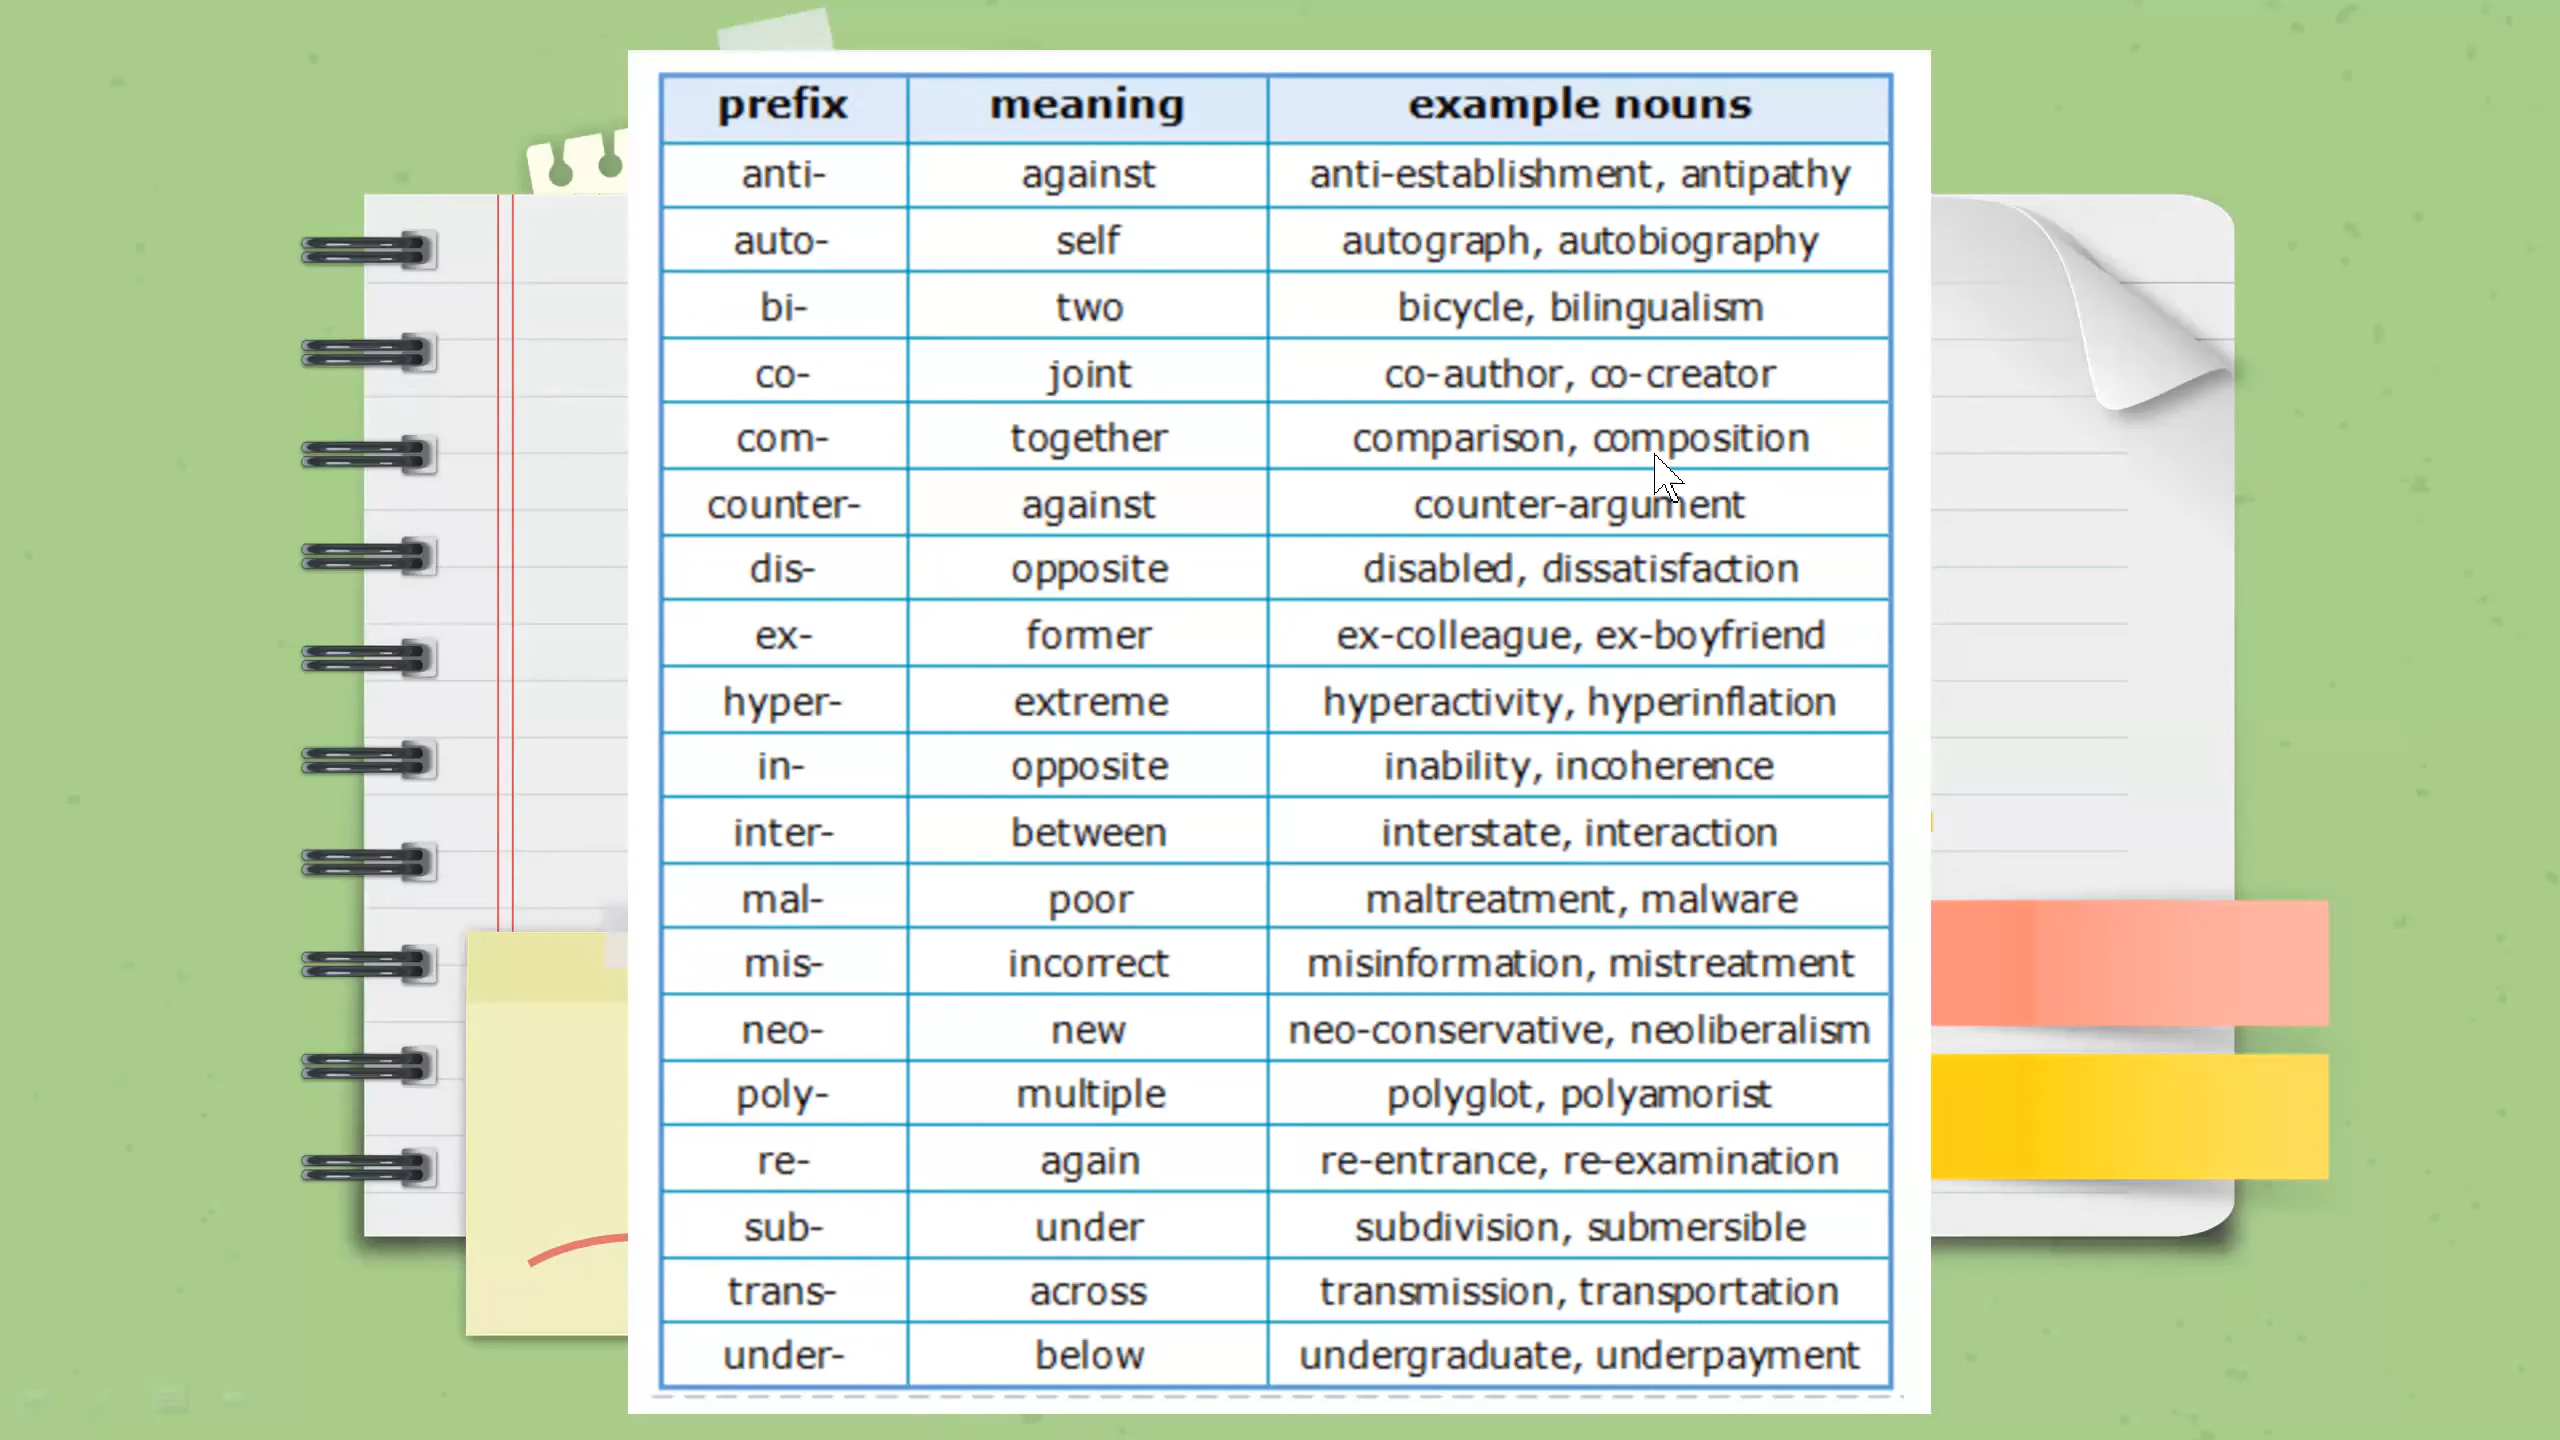 prefix meaning example nouns
anti- against anti-establishment, antipathy
auto- self autograph, autobiography
bi- two bicycle, bilingualism
co- joint co-author, co-creator
com- together comparison, composition
counter- against counter-argument
dis- opposite disabled, dissatisfaction
ex- former ex-colleague, ex-boyfriend
hyper- extreme hyperactivity, hyperinflation
in- opposite inability, incoherence
inter- between interstate, interaction
mal- poor maltreatment, malware
mis- incorrect misinformation, mistreatment
neo- new neo-conservative, neoliberalism
poly- multiple polyglot, polyamorist
re- again re-entrance, re-examination
sub- under subdivision, submersible
trans- across transmission, transportation
under- below undergraduate, underpayment